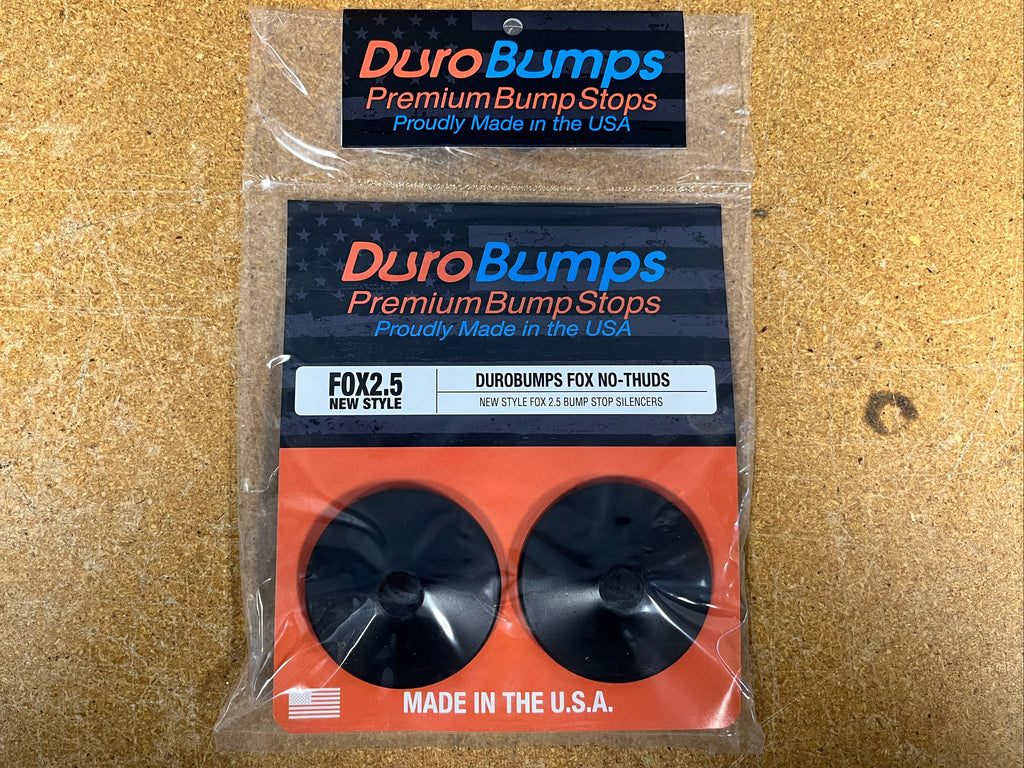 DuroBumps
Premium Bump Stops
Proudly Made in the USA
DuroBumps
Premium Bump Stops
Proudly Made in the USA
FOX2.5
NEW STYLE
DUROBUMPS FOX NO-THUDS
NEW STYLE FOX 2.5 BUMP STOP SILENCERS
MADE IN THE U.S.A.